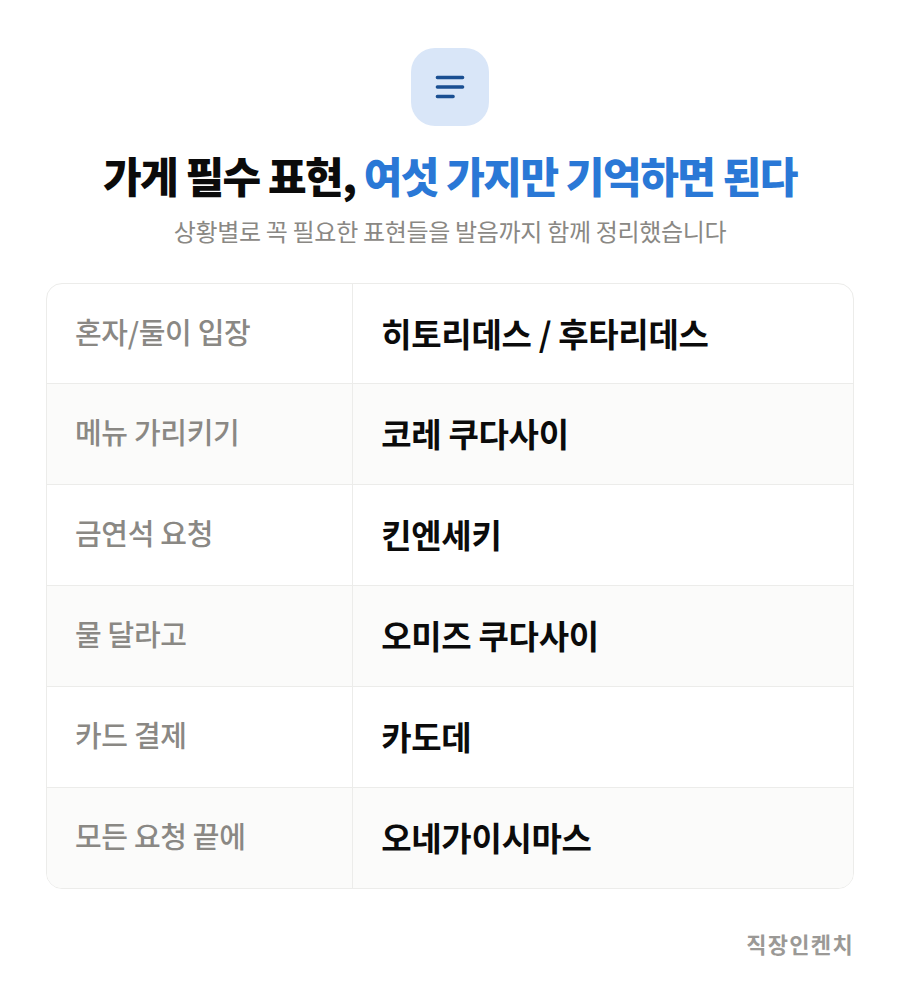 가게 필수 표현, 여섯 가지만 기억하면 된다
상황별로 꼭 필요한 표현들을 발음까지 함께 정리했습니다
혼자/둘이 입장
히토리데스 / 후타리데스
메뉴 가리키기
코레 쿠다사이
금연석 요청
킨엔세키
물 달라고
오미즈 쿠다사이
카드 결제
카도데
모든 요청 끝에
오네가이시마스
직장인켄치